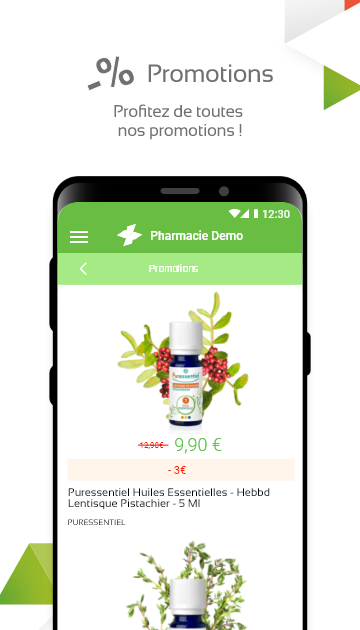 -% Promotions
Profitez de toutes
nos promotions !
12:30
Pharmacie Demo
Promotions
Puressentiel
12,90€ 9,90 €
- 3€
Puressentiel Huiles Essentielles - Hebbd
Lentisque Pistachier - 5 Ml
PURESSENTIEL